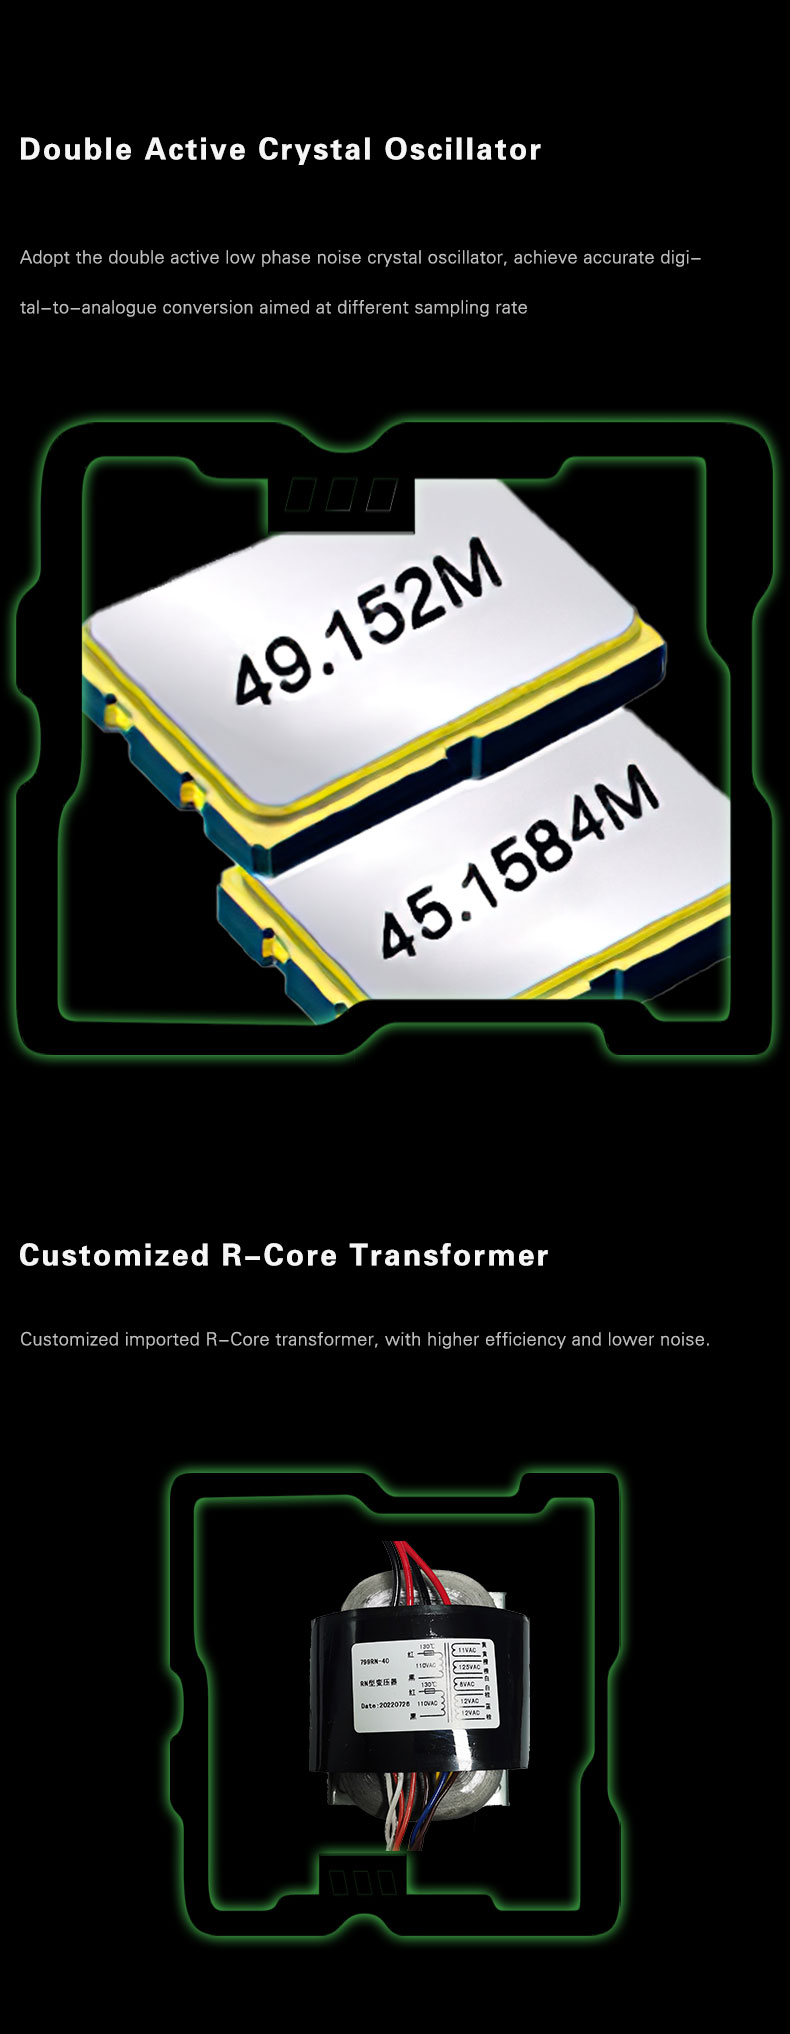 Double Active Crystal Oscillator
Adopt the double active low phase noise crystal oscillator, achieve accurate digi–
tal–to–analogue conversion aimed at different sampling rate
49.152M
45.1584M
Customized R–Core Transformer
Customized imported R–Core transformer, with higher efficiency and lower noise.
799RN-40
RN型变压器
Date:20220726
红
130℃
110VAC
黑
红
130℃
110VAC
黑
11VAC
125VAC
6VAC
12VAC
12VAC